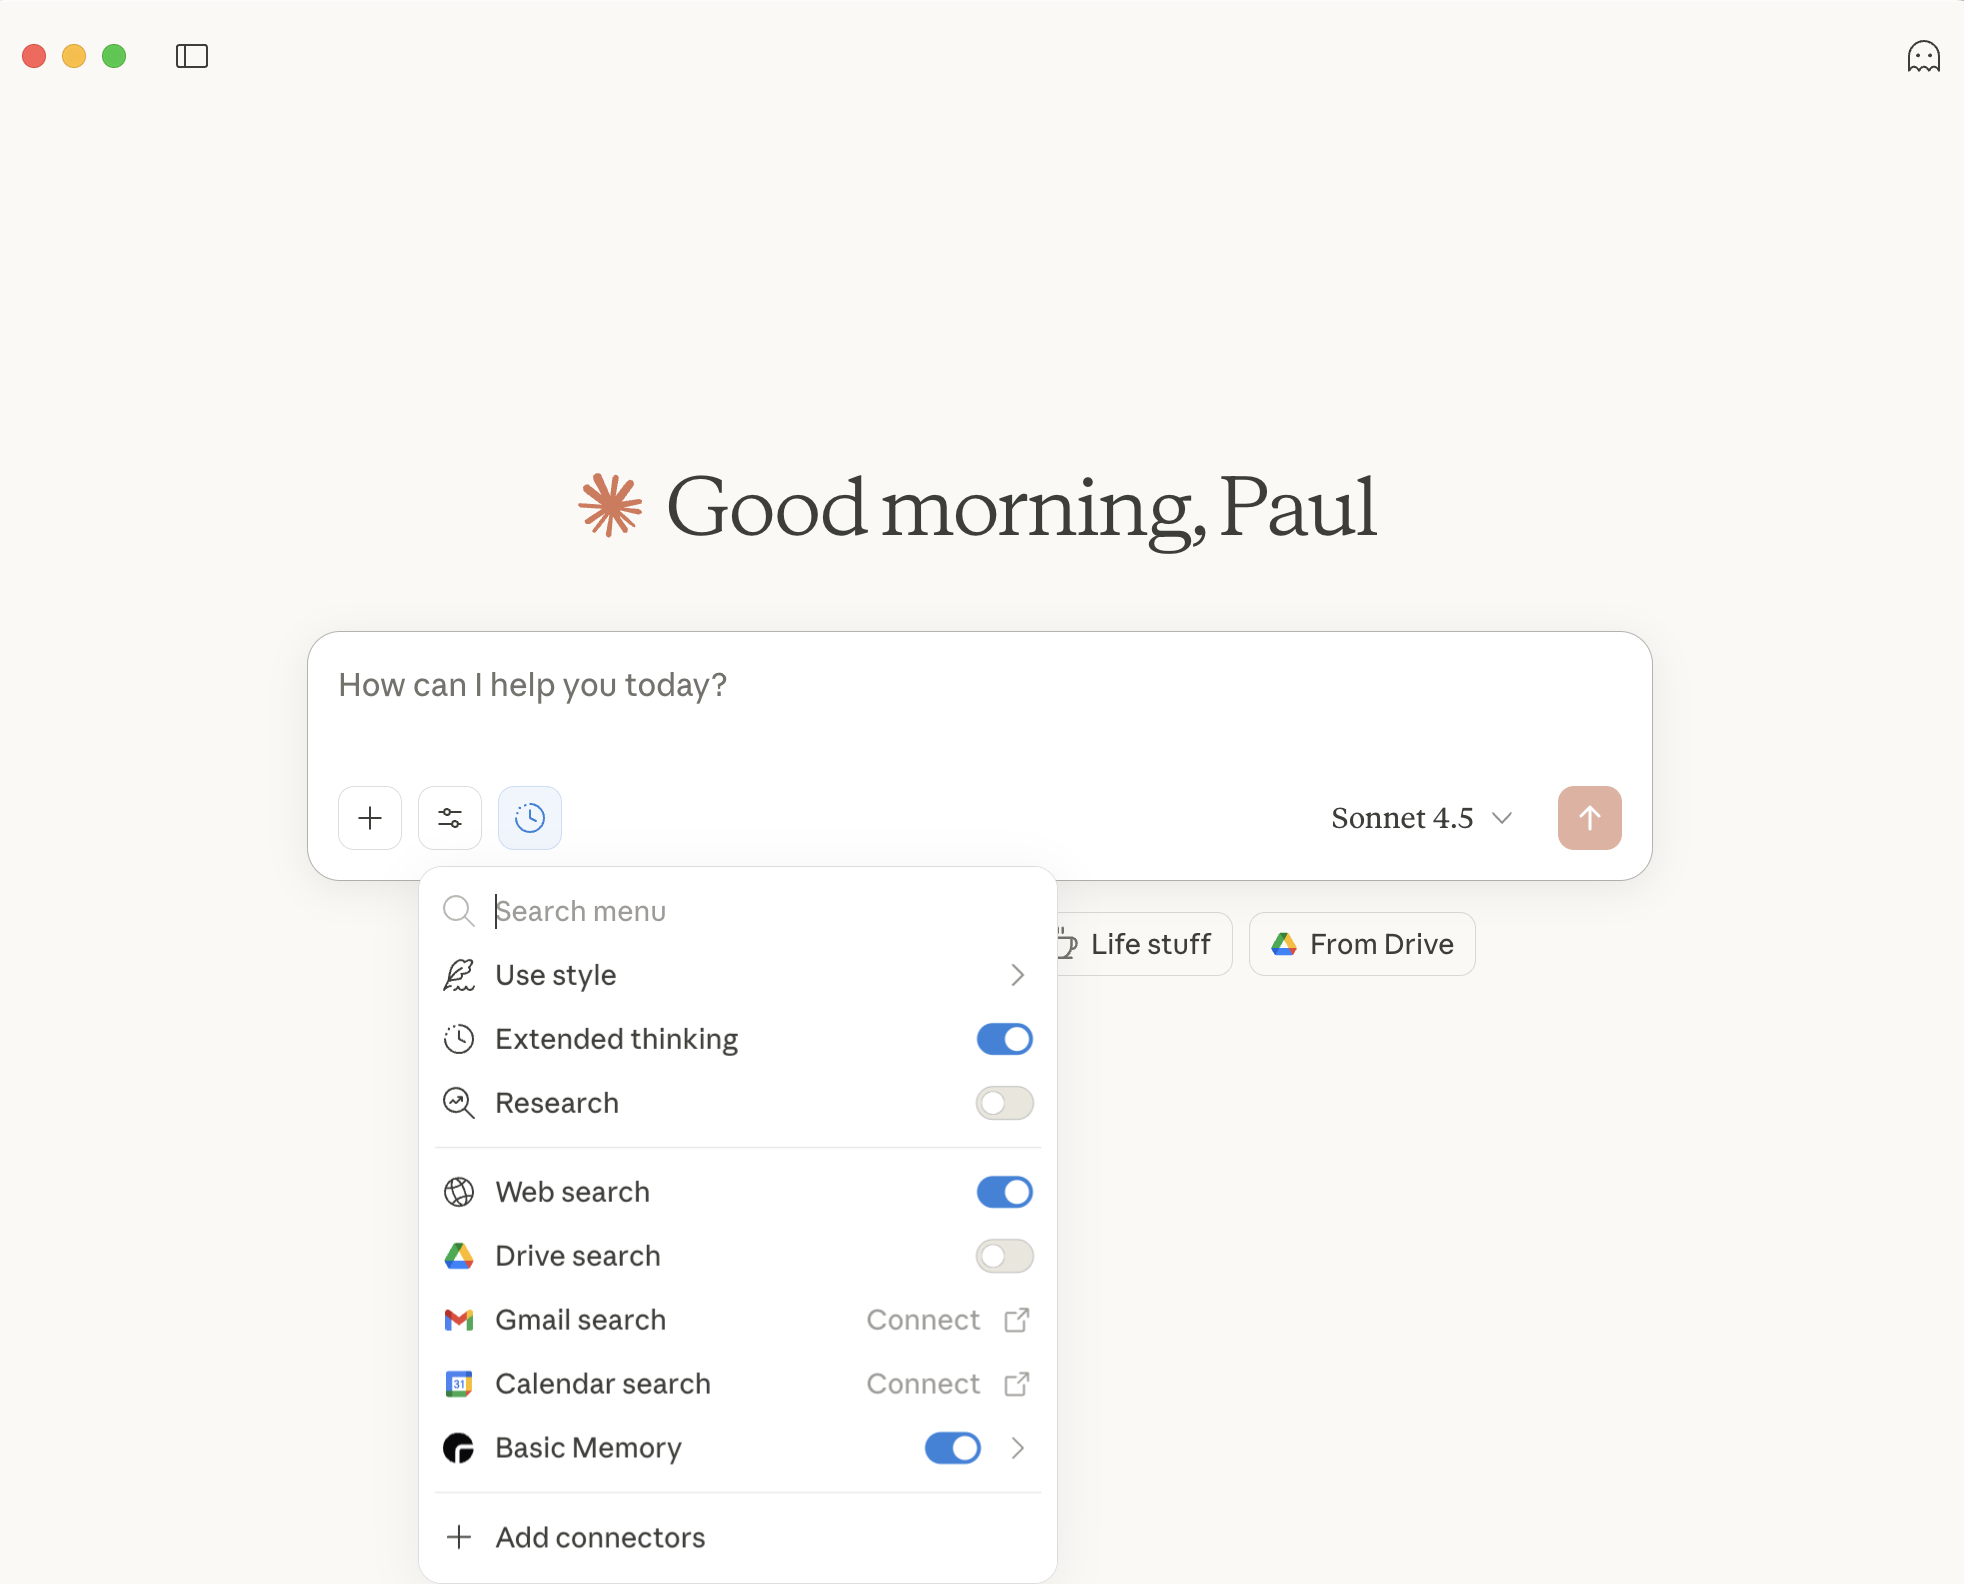 Good morning, Paul
How can I help you today?
Sonnet 4.5
Search menu
Use style
Extended thinking
Research
Web search
Drive search
Gmail search Connect
31 Calendar search Connect
Basic Memory
Add connectors
Life stuff
From Drive